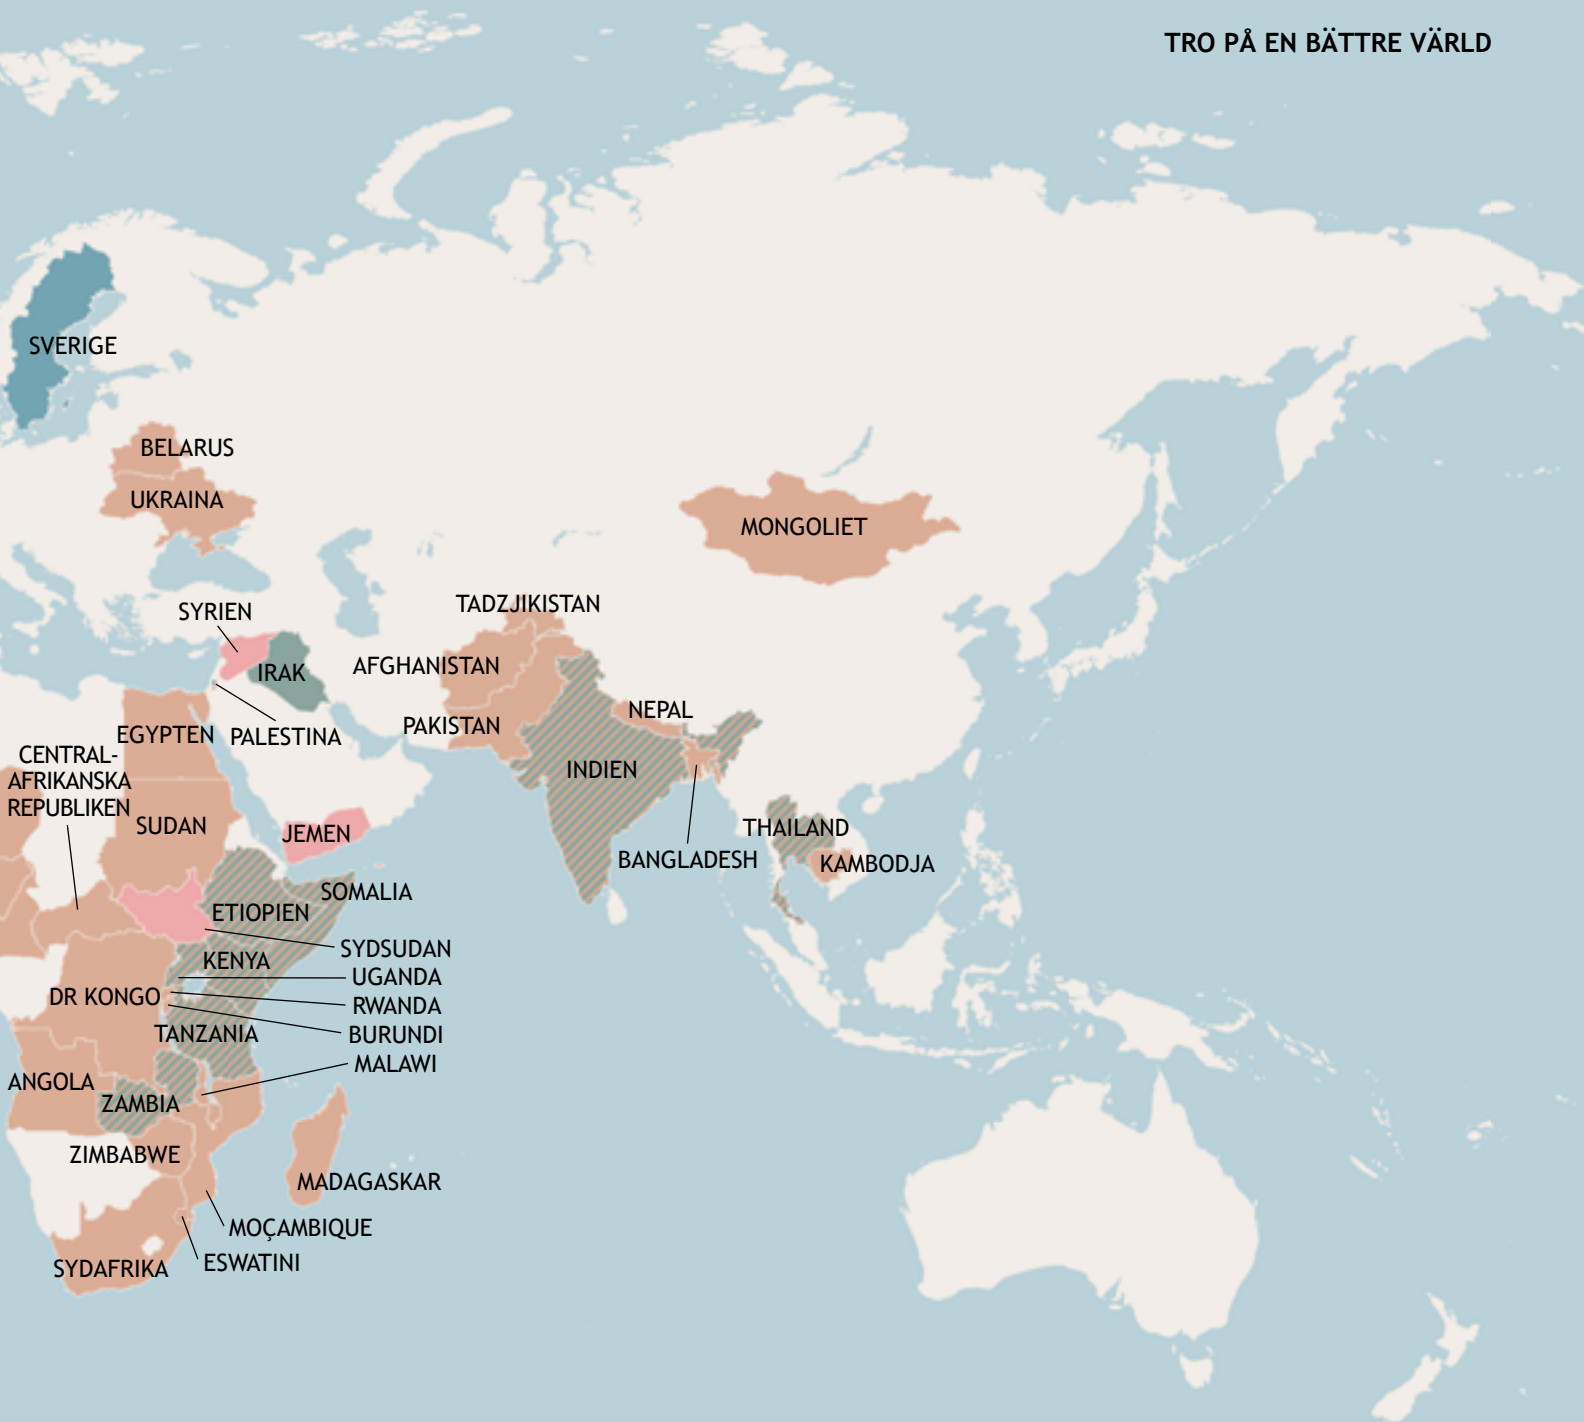 TRO PÅ EN BÄTTRE VÄRLD
SVERIGE
BELARUS
UKRAINA
MONGOLIET
TADZJIKISTAN
SYRIEN
AFGHANISTAN
IRAK
NEPAL
PAKISTAN
EGYPTEN
PALESTINA
CENTRAL-
AFRIKANSKA
REPUBLIKEN
INDIEN
SUDAN
JEMEN
THAILAND
BANGLADESH
KAMBODJA
SOMALIA
ETIOPIEN
SYDSUDAN
KENYA
UGANDA
DR KONGO
RWANDA
TANZANIA
BURUNDI
MALAWI
ANGOLA
ZAMBIA
ZIMBABWE
MADAGASKAR
MOÇAMBIQUE
ESWATINI
SYDAFRIKA